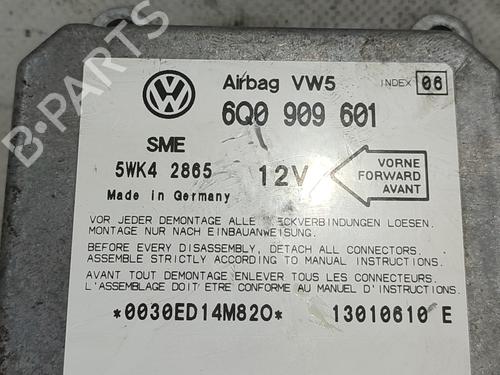 Airbag VW5 INDEX 06
6Q0 909 601
SME
5WK4 2865 12V
VORNE
FORWARD
AVANT
Made in Germany
VOR JEDER DEMONTAGE ALLE STECKVERBINDUNGEN LOESEN.
MONTAGE NUR NACH EINBAUANWEISUNG.
BEFORE EVERY DISASSEMBLY, DETACH ALL CONNECTORS.
ASSEMBLE STRICTLY ACCORDING TO MANUAL INSTRUCTIONS.
AVANT TOUT DEMONTAGE ENLEVER TOUS LES CONNECTEURS.
L'ASSEMBLAGE DOIT ETRE CONFORME AU MANUEL D'INSTRUCTIONS.
*0030ED14M82O* 13010610 E